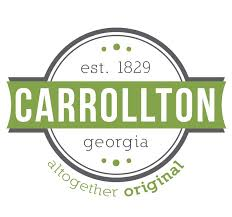 est. 1829
CARROLLTON
georgia
altogether original